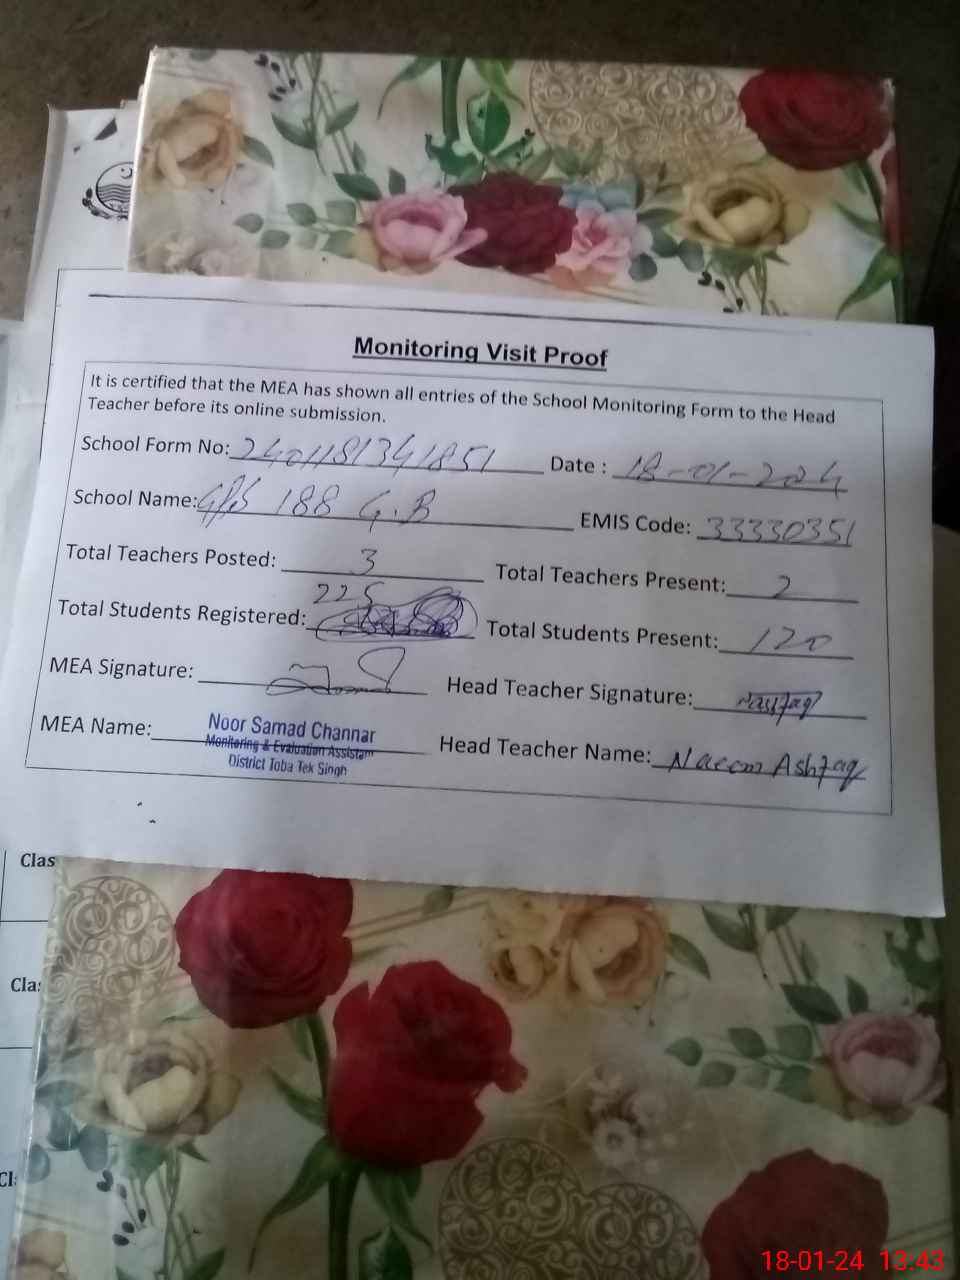 Monitoring Visit Proof
It is certified that the MEA has shown all entries of the School Monitoring Form to the Head
Teacher before its online submission.
School Form No: 2401181341851 Date : 18-01-2024
School Name: GPS 188 G.B EMIS Code: 33330351
Total Teachers Posted: 3 Total Teachers Present: 2
Total Students Registered: 225 Total Students Present: 120
MEA Signature: Head Teacher Signature:
MEA Name: Noor Samad Channar
Monitoring & Evaluation Assistant
District Toba Tek Singh
Head Teacher Name: Naeem Ashfaq
Clas
Clas
Cl
18-01-24 13:43